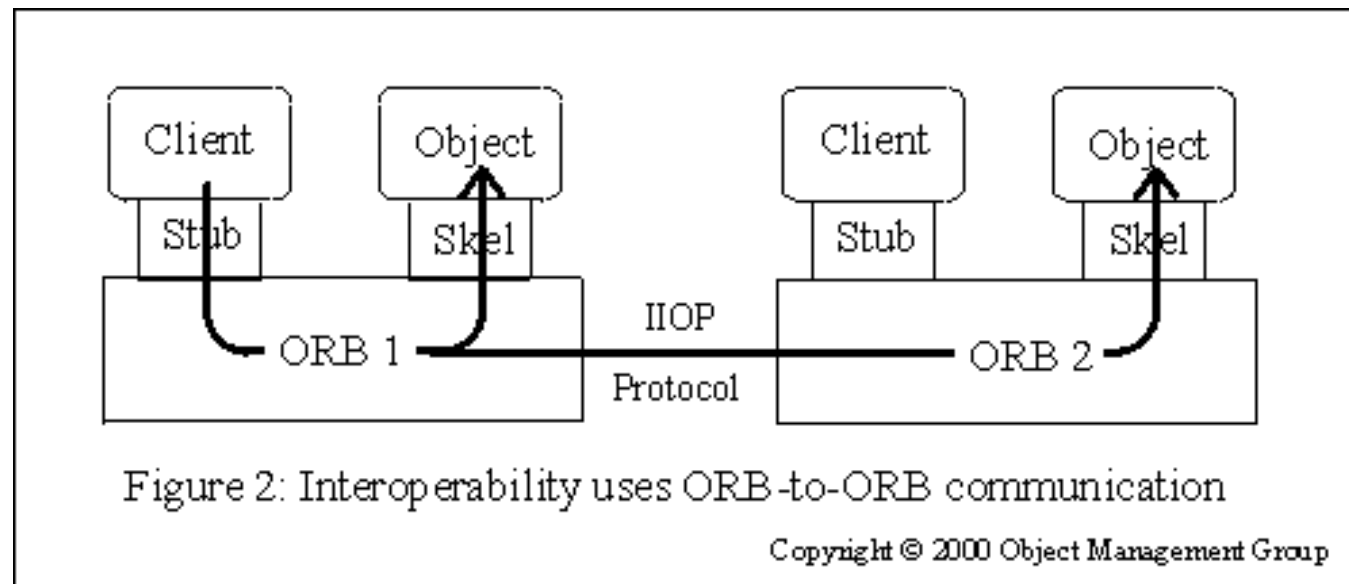 Client
Object
Client
Object
Stub
Skel
Stub
Skel
IIOP
ORB 1
ORB 2
Protocol
Figure 2: Interoperability uses ORB-to-ORB communication
Copyright © 2000 Object Management Group